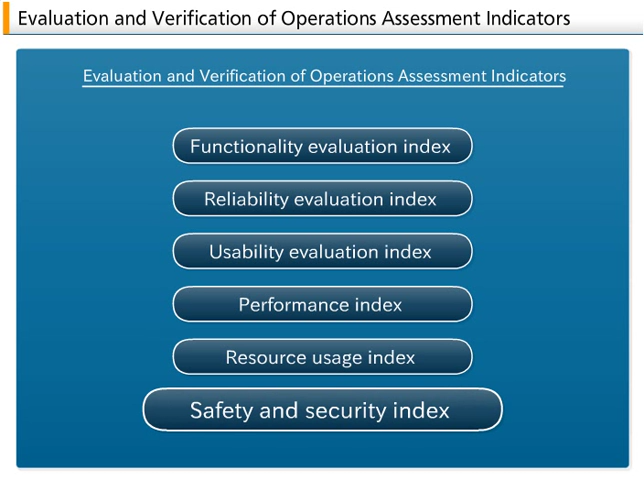 Evaluation and Verification of Operations Assessment Indicators
Evaluation and Verification of Operations Assessment Indicators
Functionality evaluation index
Reliability evaluation index
Usability evaluation index
Performance index
Resource usage index
Safety and security index